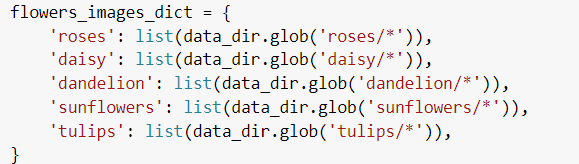 flowers_images_dict = {
    'roses': list(data_dir.glob('roses/*')),
    'daisy': list(data_dir.glob('daisy/*')),
    'dandelion': list(data_dir.glob('dandelion/*')),
    'sunflowers': list(data_dir.glob('sunflowers/*')),
    'tulips': list(data_dir.glob('tulips/*')),
}